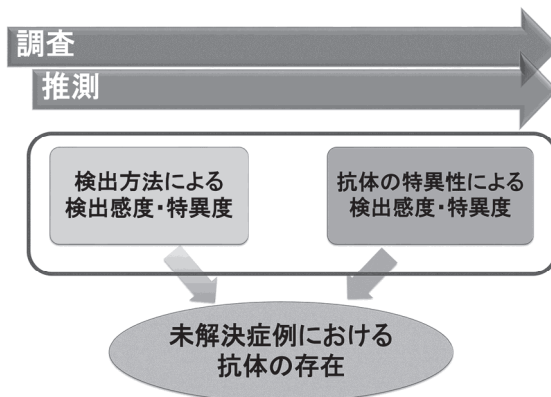 調査
推測
検出方法による
検出感度・特異度
抗体の特異性による
検出感度・特異度
未解決症例における
抗体の存在